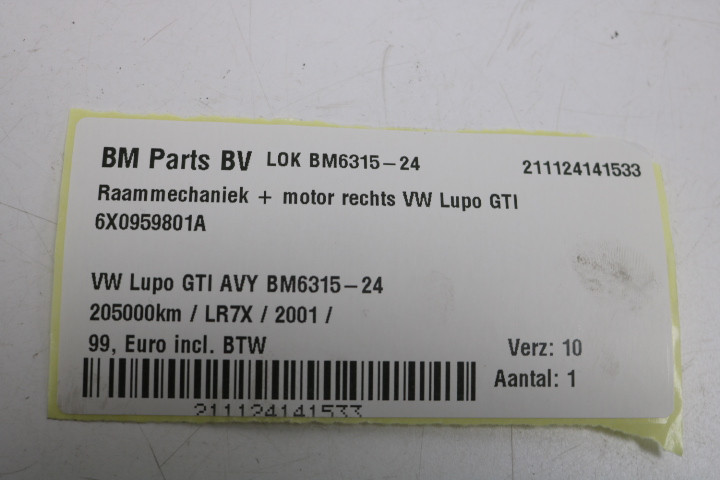 BM Parts BV LOK BM6315-24 211124141533
Raammechaniek + motor rechts VW Lupo GTI
6X0959801A
VW Lupo GTI AVY BM6315-24
205000km / LR7X / 2001 /
99, Euro incl. BTW Verz: 10
Aantal: 1
211124141533